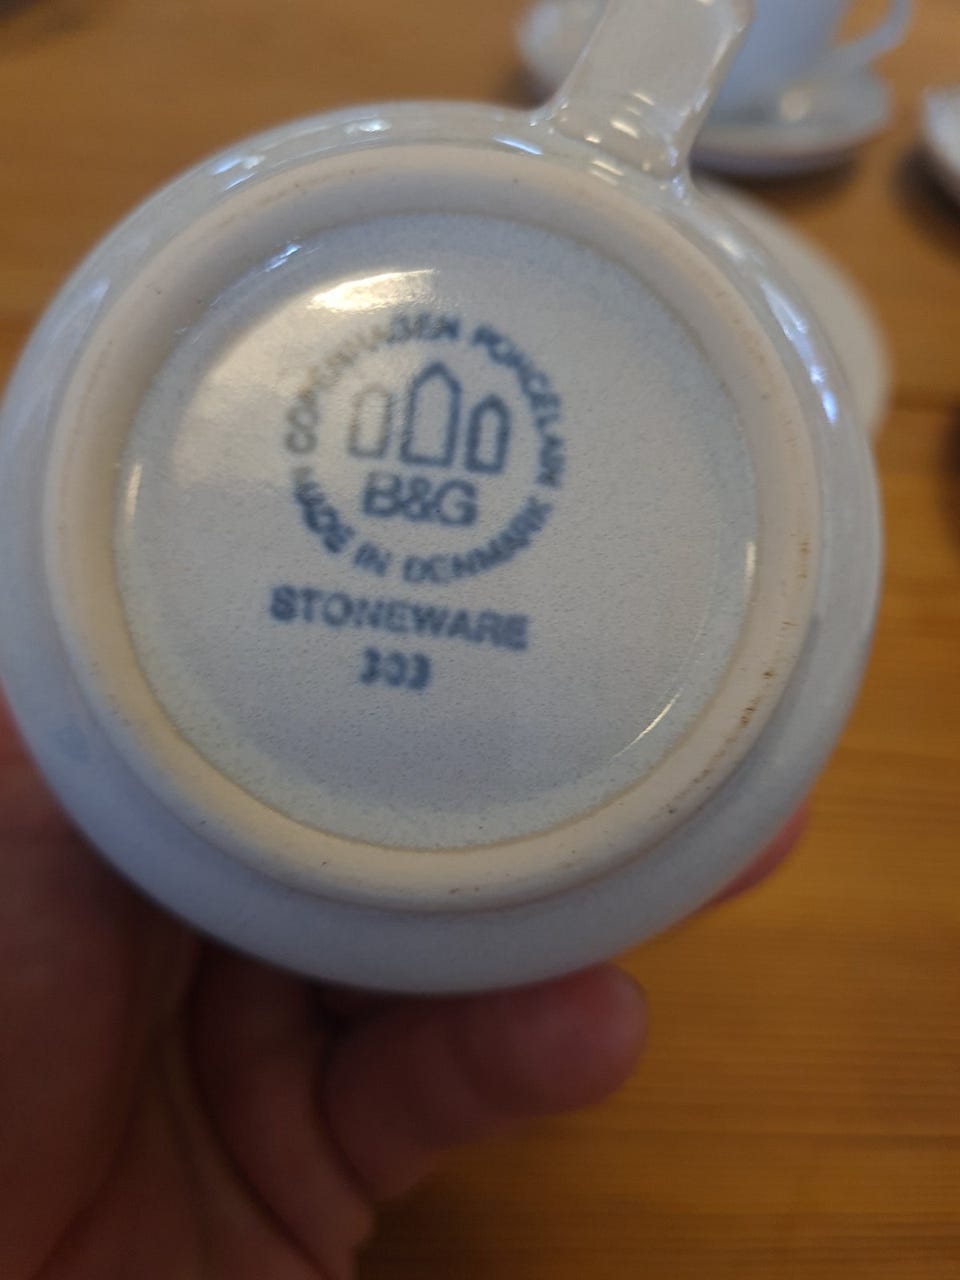 COPENHAGEN PORCELAIN
B&G
MADE IN DENMARK
STONEWARE
303